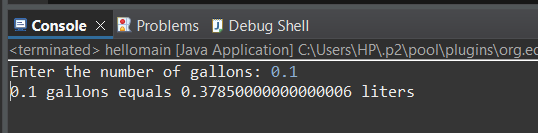 Console Problems Debug Shell
<terminated> hellomain [Java Application] C:\Users\HP\.p2\pool\plugins\org.ec
Enter the number of gallons: 0.1
0.1 gallons equals 0.37850000000000006 liters